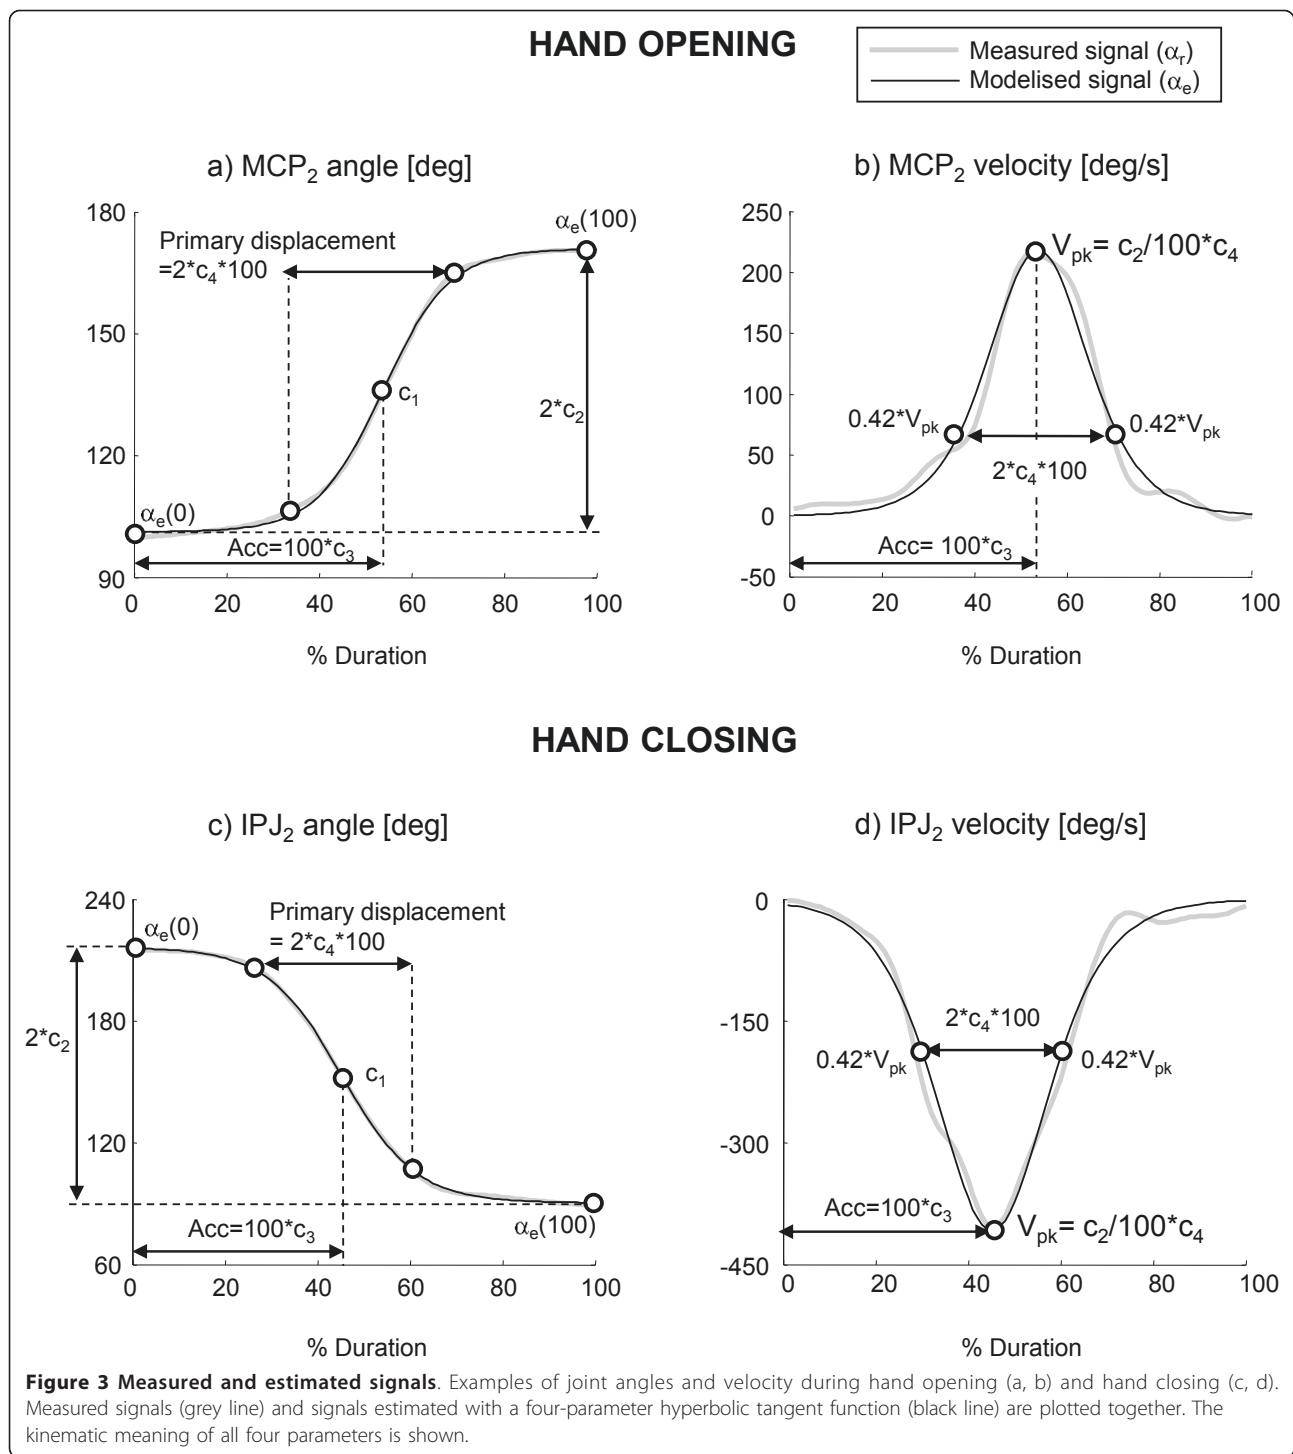 HAND OPENING
Measured signal (αr)
Modelised signal (αe)
a) MCP2 angle [deg]
180
150
120
90
Primary displacement
=2*c4*100
αe(100)
c1
2*c2
αe(0)
Acc=100*c3
0 20 40 60 80 100
% Duration
b) MCP2 velocity [deg/s]
250
200
150
100
50
0
-50
Vpk= c2/100*c4
0.42*Vpk
0.42*Vpk
2*c4*100
Acc= 100*c3
0 20 40 60 80 100
% Duration
HAND CLOSING
c) IPJ2 angle [deg]
240
180
120
60
αe(0)
Primary displacement
= 2*c4*100
2*c2
c1
Acc=100*c3
αe(100)
0 20 40 60 80 100
% Duration
d) IPJ2 velocity [deg/s]
0
-150
-300
-450
2*c4*100
0.42*Vpk
0.42*Vpk
Acc=100*c3
Vpk= c2/100*c4
0 20 40 60 80 100
% Duration
Figure 3 Measured and estimated signals. Examples of joint angles and velocity during hand opening (a, b) and hand closing (c, d).
Measured signals (grey line) and signals estimated with a four-parameter hyperbolic tangent function (black line) are plotted together. The
kinematic meaning of all four parameters is shown.